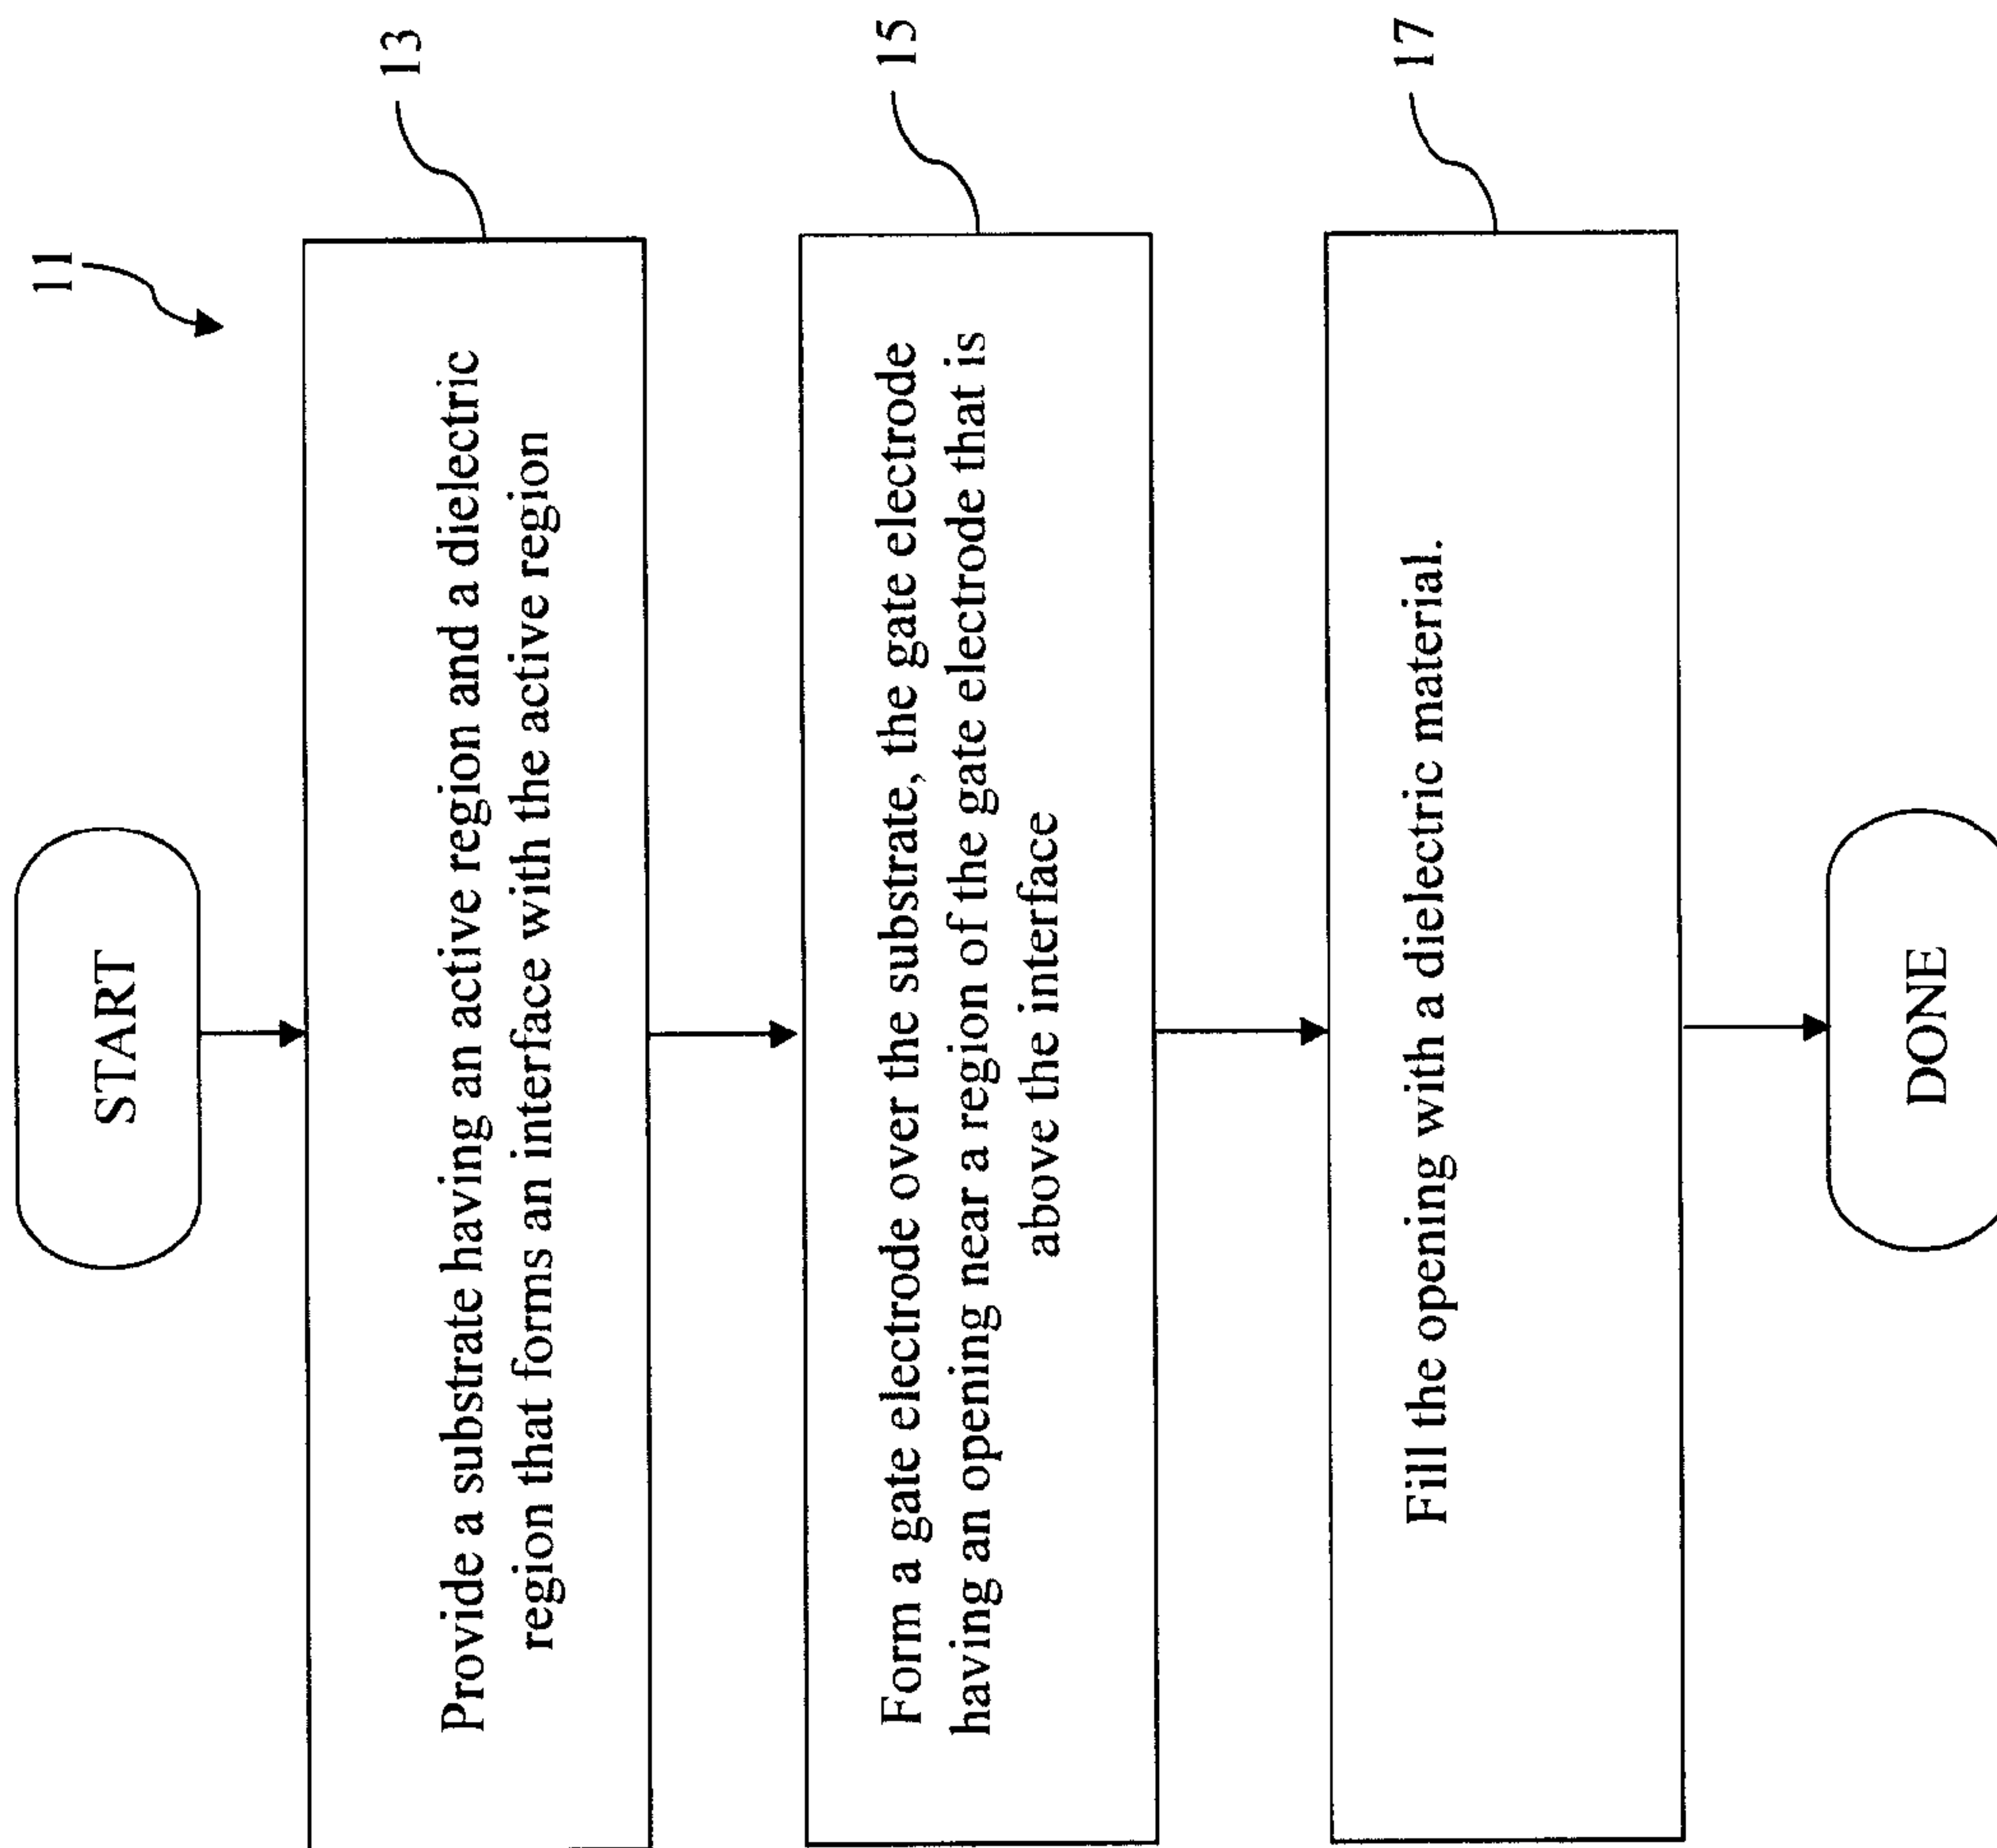 11
START
13
Provide a substrate having an active region and a dielectric
region that forms an interface with the active region
15
Form a gate electrode over the substrate, the gate electrode
having an opening near a region of the gate electrode that is
above the interface
17
Fill the opening with a dielectric material.
DONE